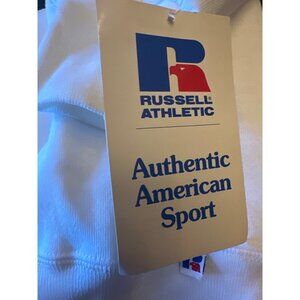 RUSSELL
ATHLETIC
Authentic
American
Sport